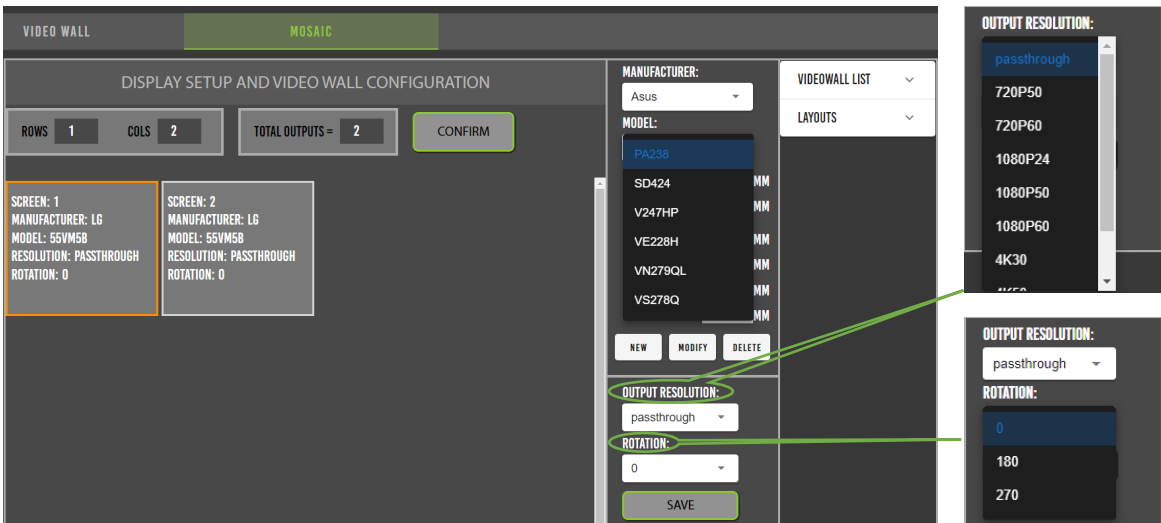 VIDEO WALL
MOSAIC
DISPLAY SETUP AND VIDEO WALL CONFIGURATION
ROWS 1 COLS 2
TOTAL OUTPUTS = 2
CONFIRM
SCREEN: 1
MANUFACTURER: LG
MODEL: 55VM5B
RESOLUTION: PASSTHROUGH
ROTATION: 0
SCREEN: 2
MANUFACTURER: LG
MODEL: 55VM5B
RESOLUTION: PASSTHROUGH
ROTATION: 0
MANUFACTURER:
Asus
MODEL:
PA238
SD424
V247HP
VE228H
VN279QL
VS278Q
MM
MM
MM
MM
MM
MM
NEW MODIFY DELETE
OUTPUT RESOLUTION:
passthrough
ROTATION:
0
SAVE
VIDEOWALL LIST
LAYOUTS
OUTPUT RESOLUTION:
passthrough
720P50
720P60
1080P24
1080P50
1080P60
4K30
OUTPUT RESOLUTION:
passthrough
ROTATION:
0
180
270